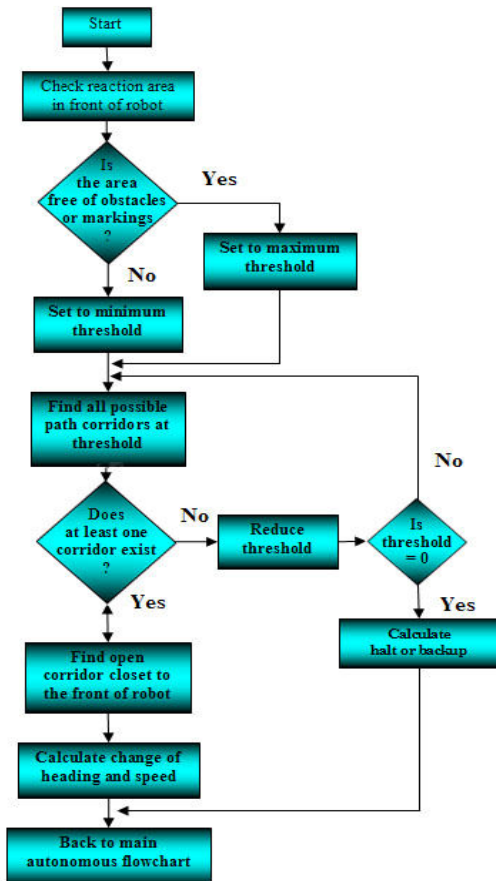 Start
Check reaction area
in front of robot
Is
the area
free of obstacles
or markings
?
Yes
Set to maximum
threshold
No
Set to minimum
threshold
Find all possible
path corridors at
threshold
No
Does
at least one
corridor exist
?
No
Reduce
threshold
Is
threshold
= 0
Yes
Yes
Calculate
halt or backup
Find open
corridor closet to
the front of robot
Calculate change of
heading and speed
Back to main
autonomous flowchart